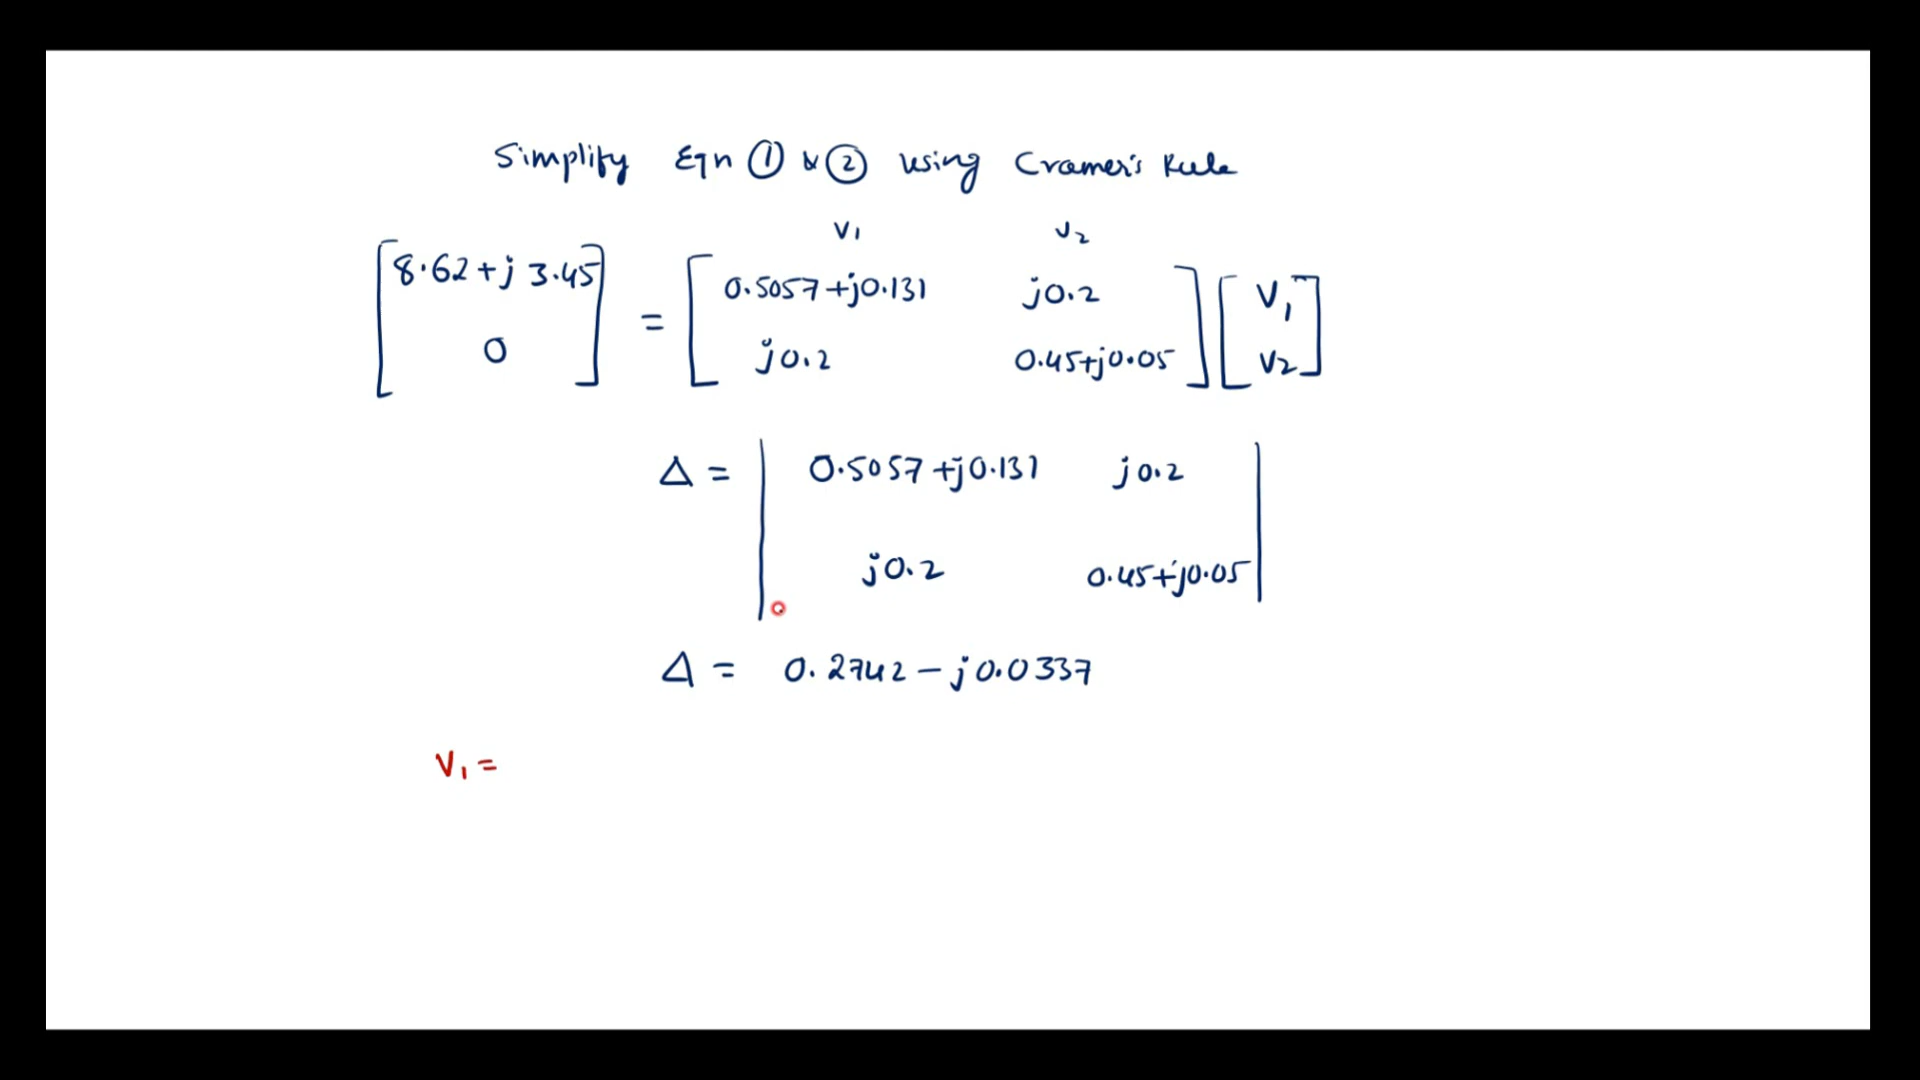 Simplify Eqn ① & ② using Cramer's Rule
V1 V2
[8.62+j 3.45 0] = [0.5057+j0.131 j0.2
j0.2 0.45+j0.05] [V1 V2]
Δ = | 0.5057+j0.131 j0.2
j0.2 0.45+j0.05 |
Δ = 0.2742-j0.0337
V1 =